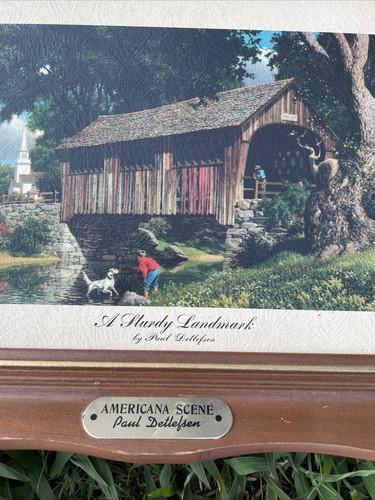 A Sturdy Landmark
by Paul Detlefsen
AMERICANA SCENE
Paul Detlefsen